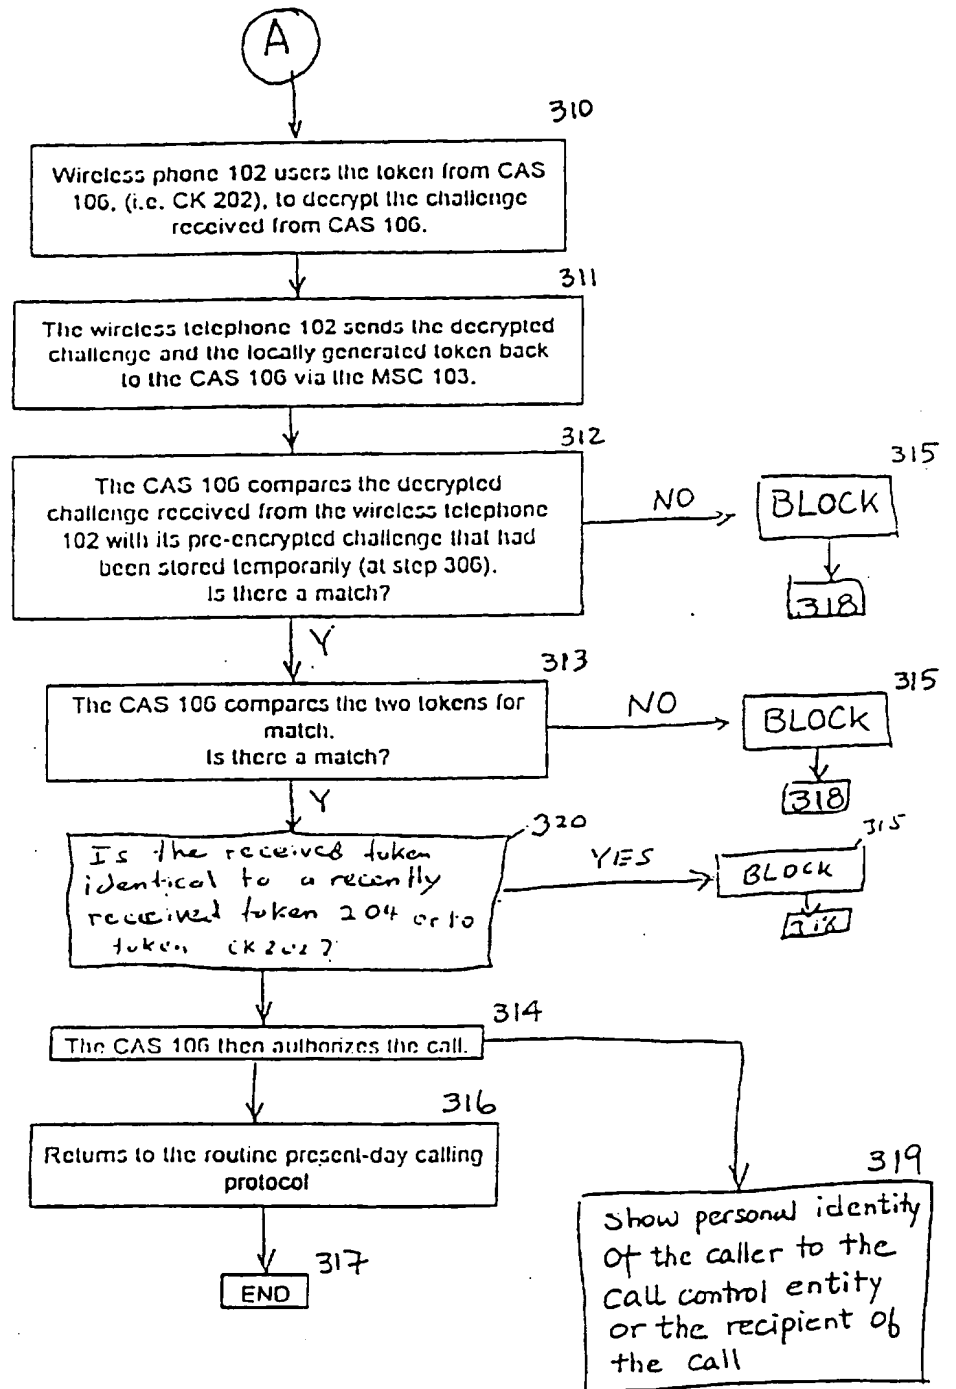 A
310
Wireless phone 102 users the token from CAS
106, (i.e. CK 202), to decrypt the challenge
received from CAS 106.
311
The wireless telephone 102 sends the decrypted
challenge and the locally generated token back
to the CAS 106 via the MSC 103.
312
The CAS 106 compares the decrypted
challenge received from the wireless telephone
102 with its pre-encrypted challenge that had
been stored temporarily (at step 306).
Is there a match?
NO
315
BLOCK
318
Y
313
The CAS 106 compares the two tokens for
match.
Is there a match?
NO
315
BLOCK
318
Y
320
Is the received token
identical to a recently
received token 204 or to
token CK 202?
YES
315
BLOCK
314
The CAS 106 then authorizes the call.
316
Returns to the routine present-day calling
protocol
317
END
319
Show personal identity
of the caller to the
call control entity
or the recipient of
the call